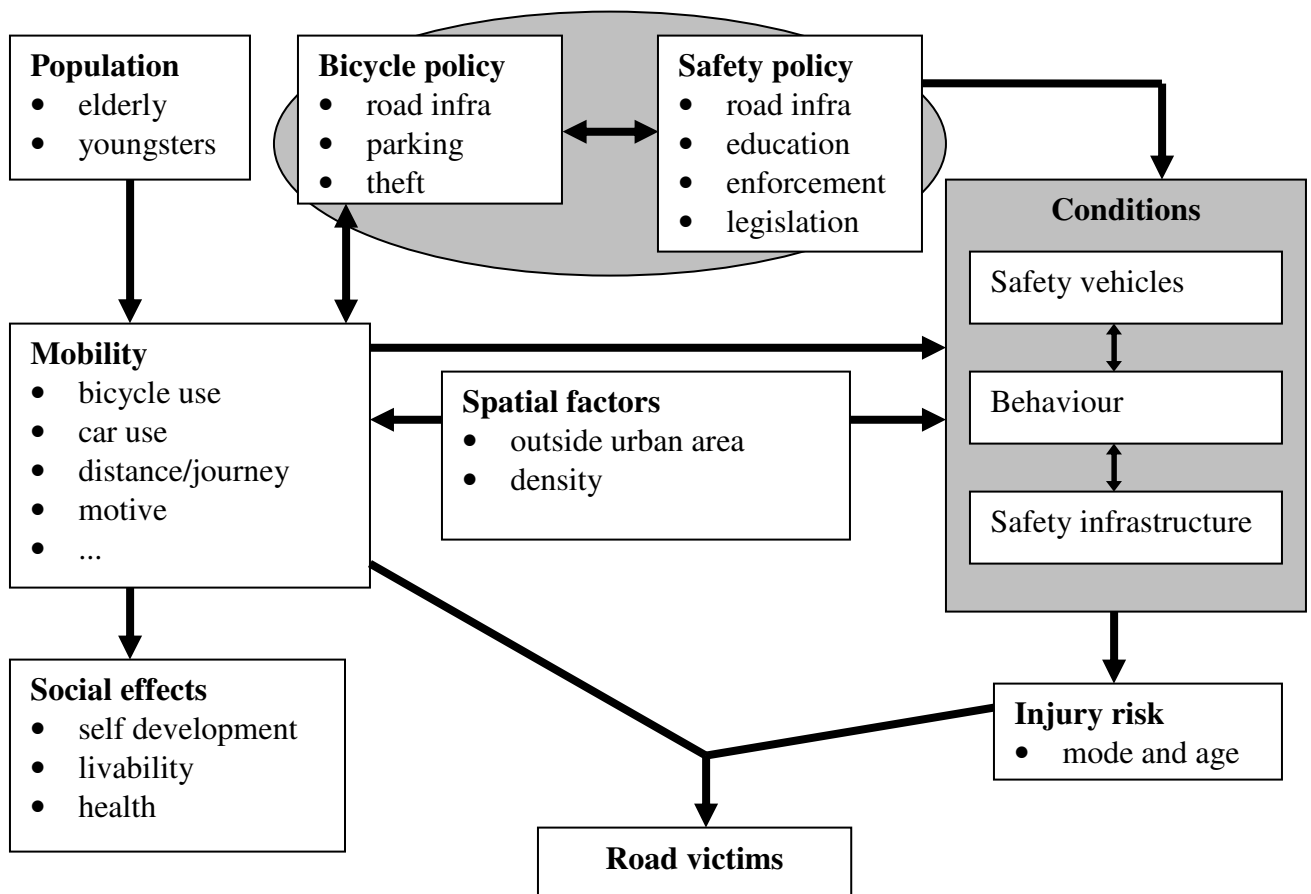 Population
• elderly
• youngsters
Bicycle policy
• road infra
• parking
• theft
Safety policy
• road infra
• education
• enforcement
• legislation
Conditions
Safety vehicles
Behaviour
Safety infrastructure
Mobility
• bicycle use
• car use
• distance/journey
• motive
• ...
Spatial factors
• outside urban area
• density
Social effects
• self development
• livability
• health
Injury risk
• mode and age
Road victims